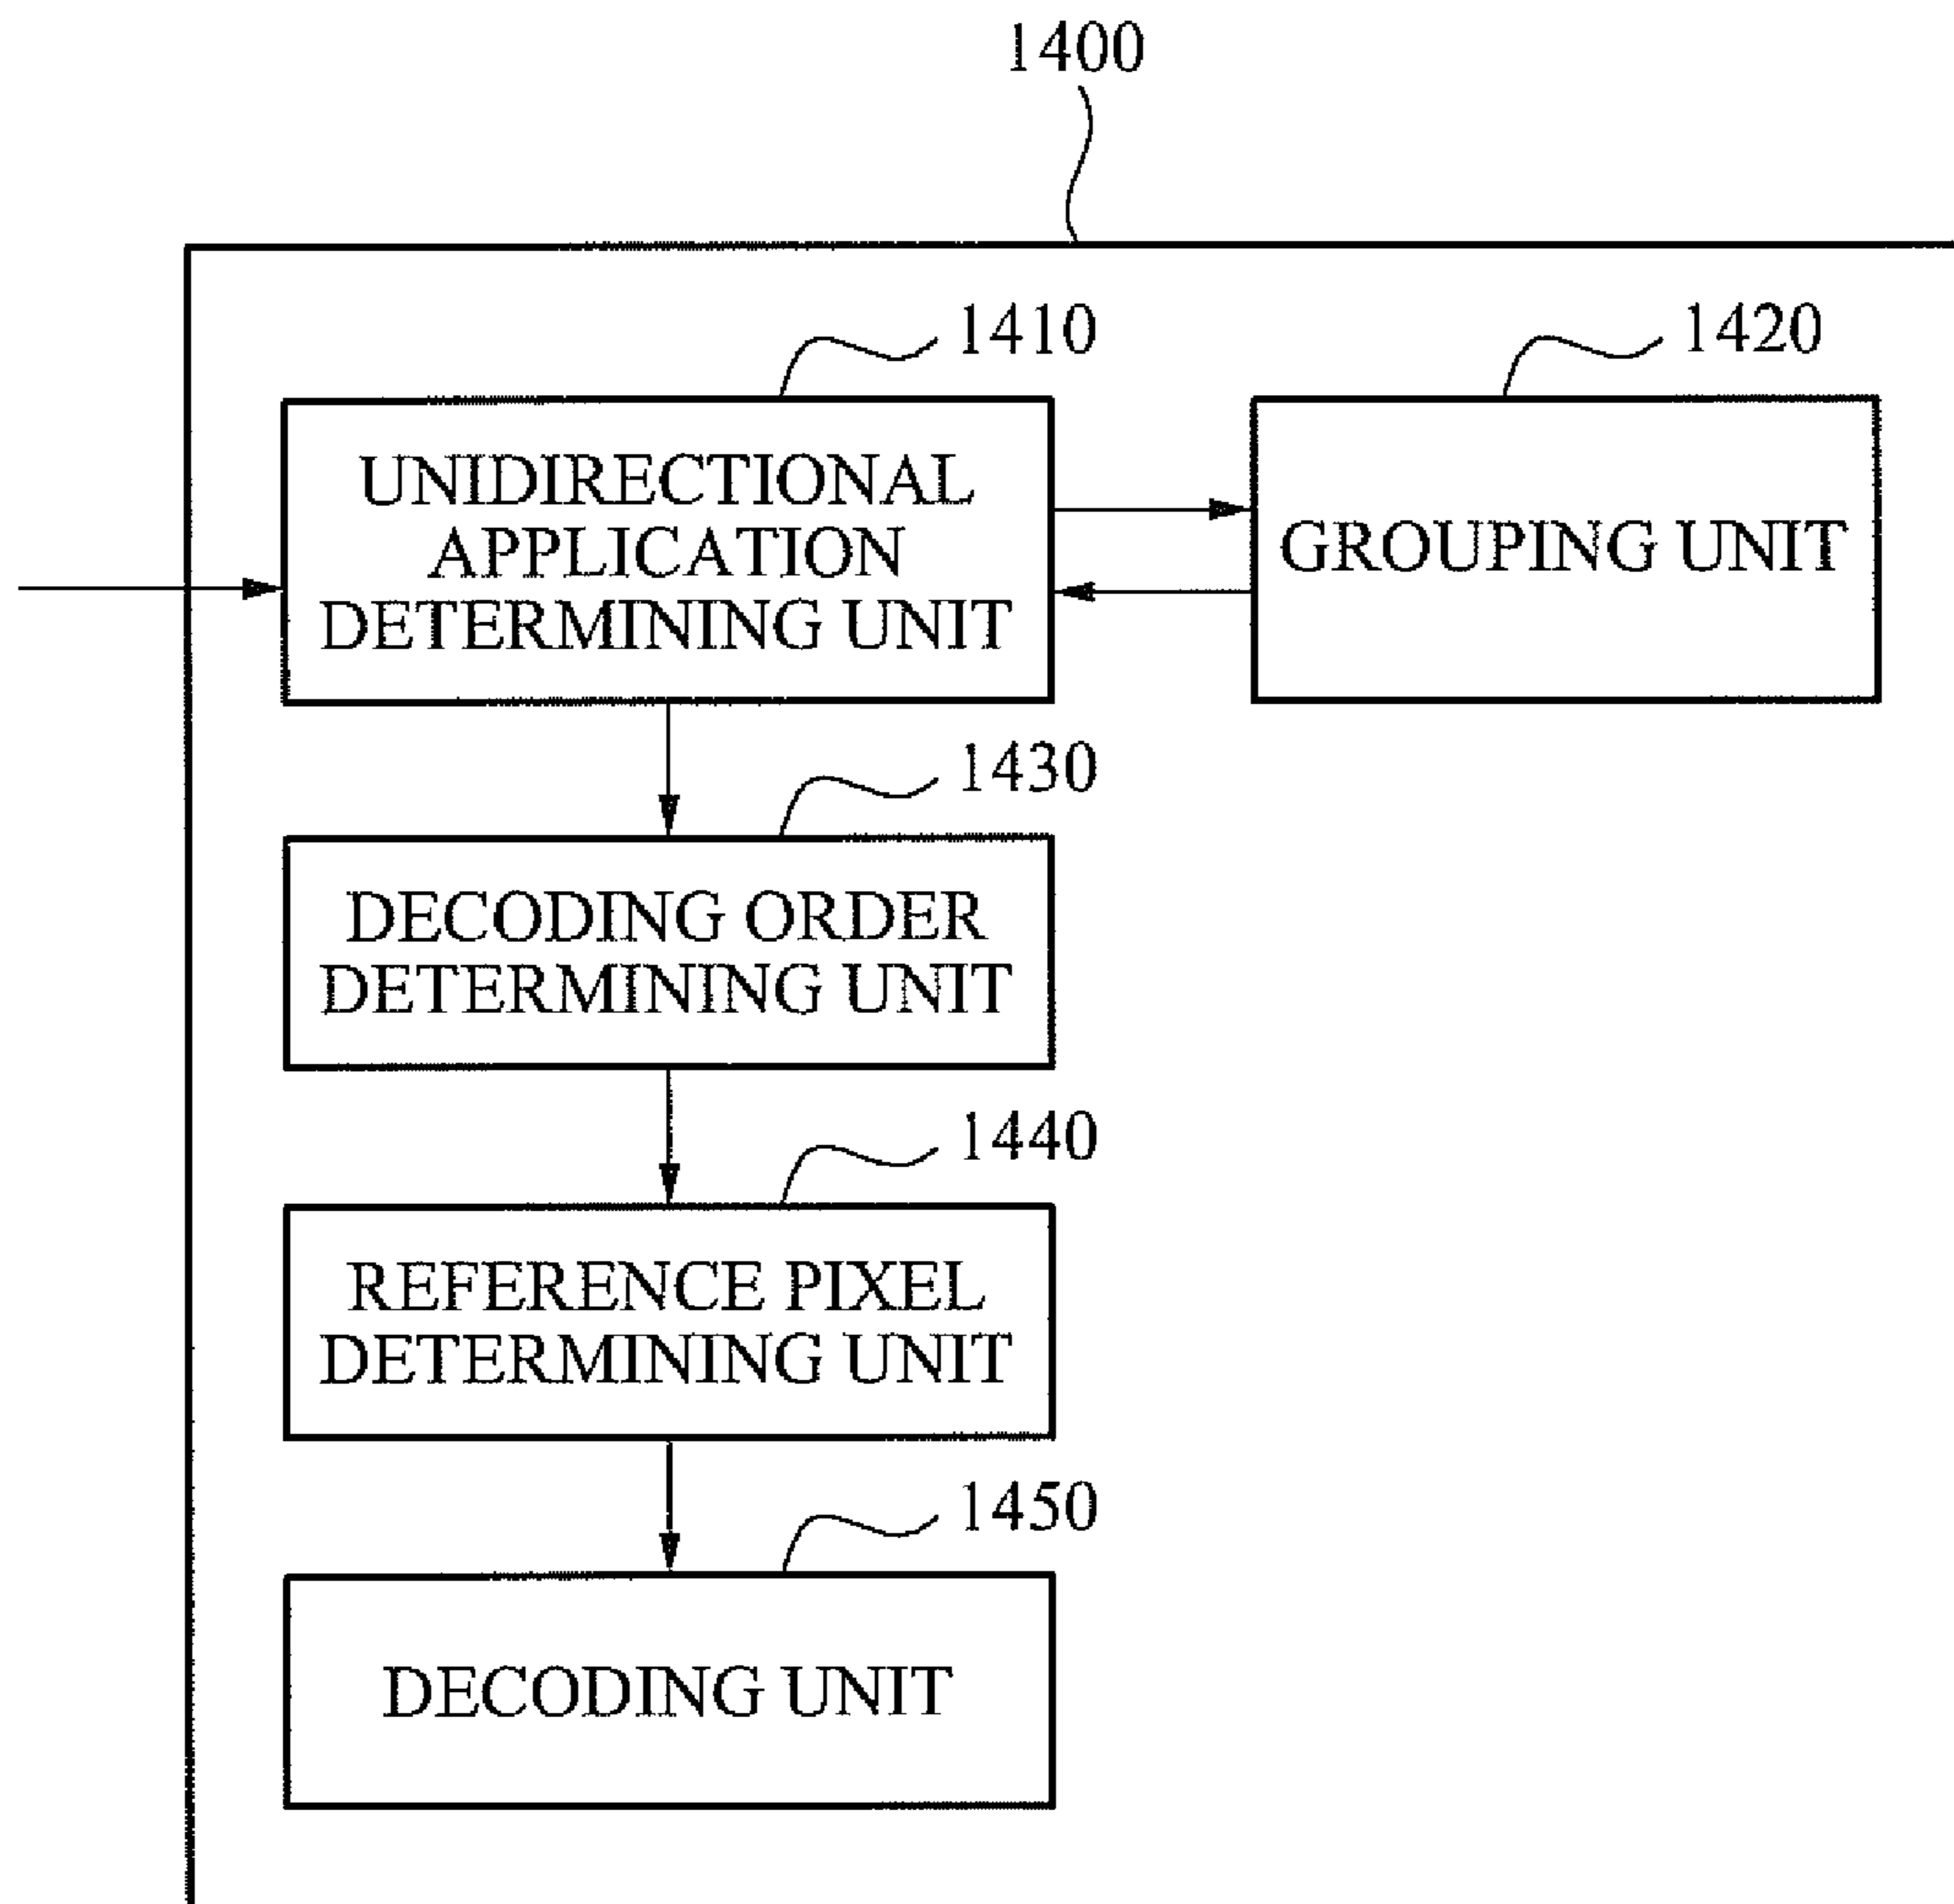 1400
1410
1420
UNIDIRECTIONAL
APPLICATION
DETERMINING UNIT
GROUPING UNIT
1430
DECODING ORDER
DETERMINING UNIT
1440
REFERENCE PIXEL
DETERMINING UNIT
1450
DECODING UNIT